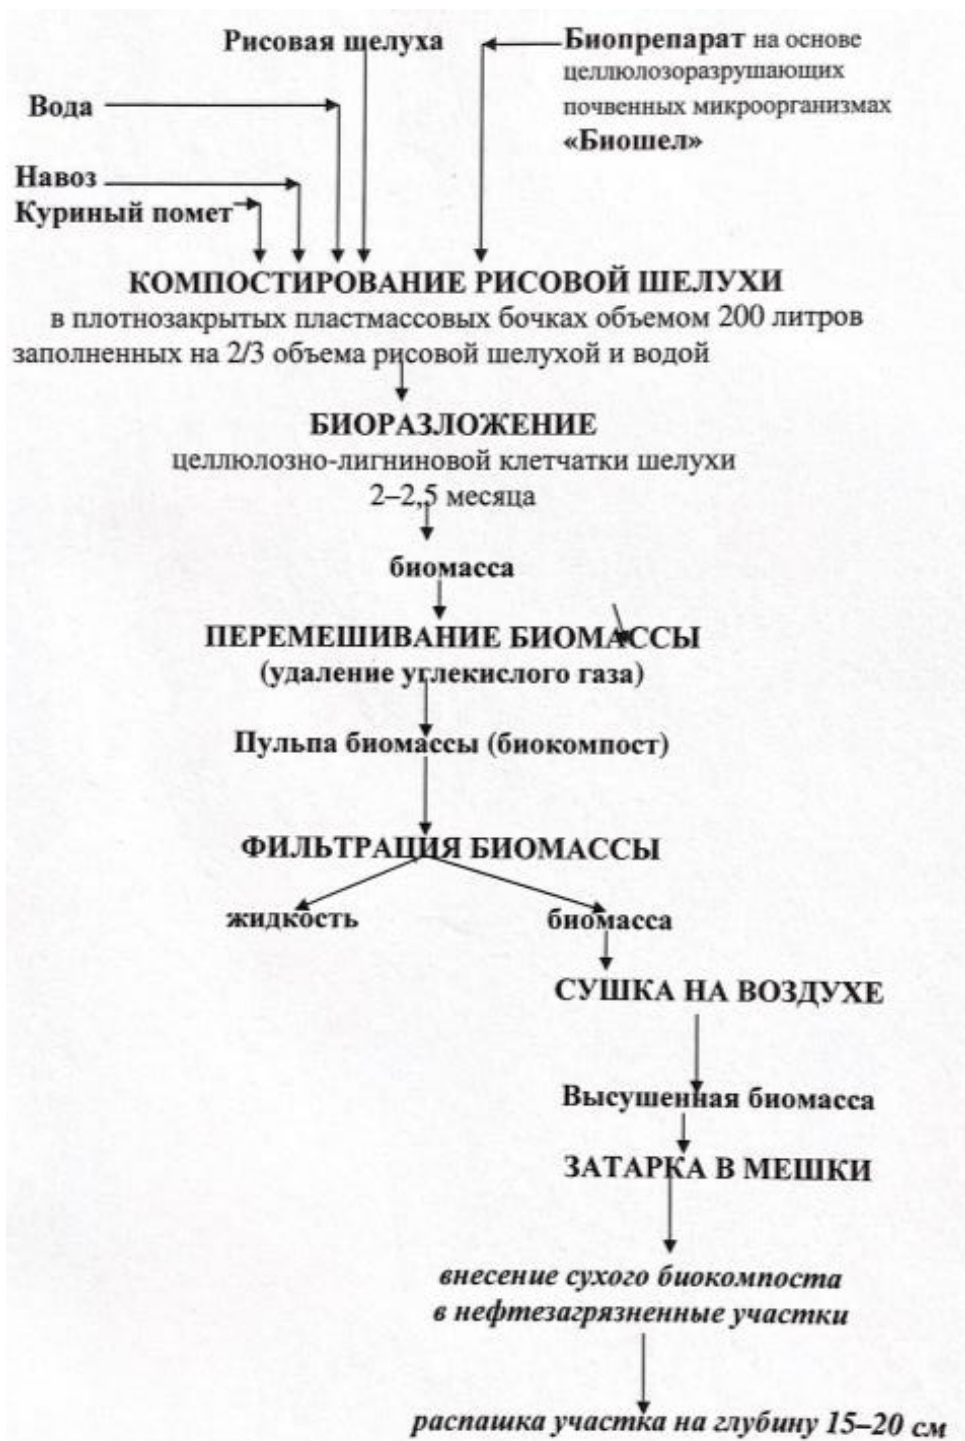 Рисовая шелуха
Биопрепарат на основе
целлюлозоразрушающих
почвенных микроорганизмах
«Биошел»
Вода
Навоз
Куриный помет
КОМПОСТИРОВАНИЕ РИСОВОЙ ШЕЛУХИ
в плотнозакрытых пластмассовых бочках объемом 200 литров
заполненных на 2/3 объема рисовой шелухой и водой
БИОРАЗЛОЖЕНИЕ
целлюлозно-лигниновой клетчатки шелухи
2–2,5 месяца
биомасса
ПЕРЕМЕШИВАНИЕ БИОМАССЫ
(удаление углекислого газа)
Пульпа биомассы (биокомпост)
ФИЛЬТРАЦИЯ БИОМАССЫ
жидкость
биомасса
СУШКА НА ВОЗДУХЕ
Высушенная биомасса
ЗАТАРКА В МЕШКИ
внесение сухого биокомпоста
в нефтезагрязненные участки
распашка участка на глубину 15–20 см